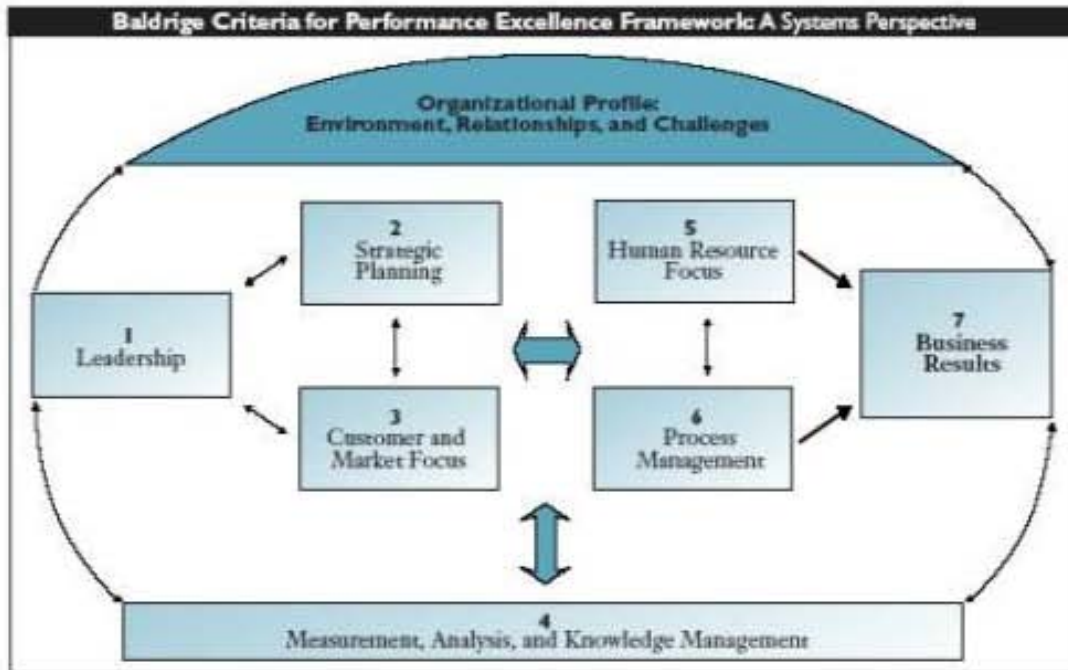 Baldrige Criteria for Performance Excellence Framework: A Systems Perspective
Organizational Profile:
Environment, Relationships, and Challenges
2
Strategic
Planning
5
Human Resource
Focus
1
Leadership
7
Business
Results
3
Customer and
Market Focus
6
Process
Management
4
Measurement, Analysis, and Knowledge Management